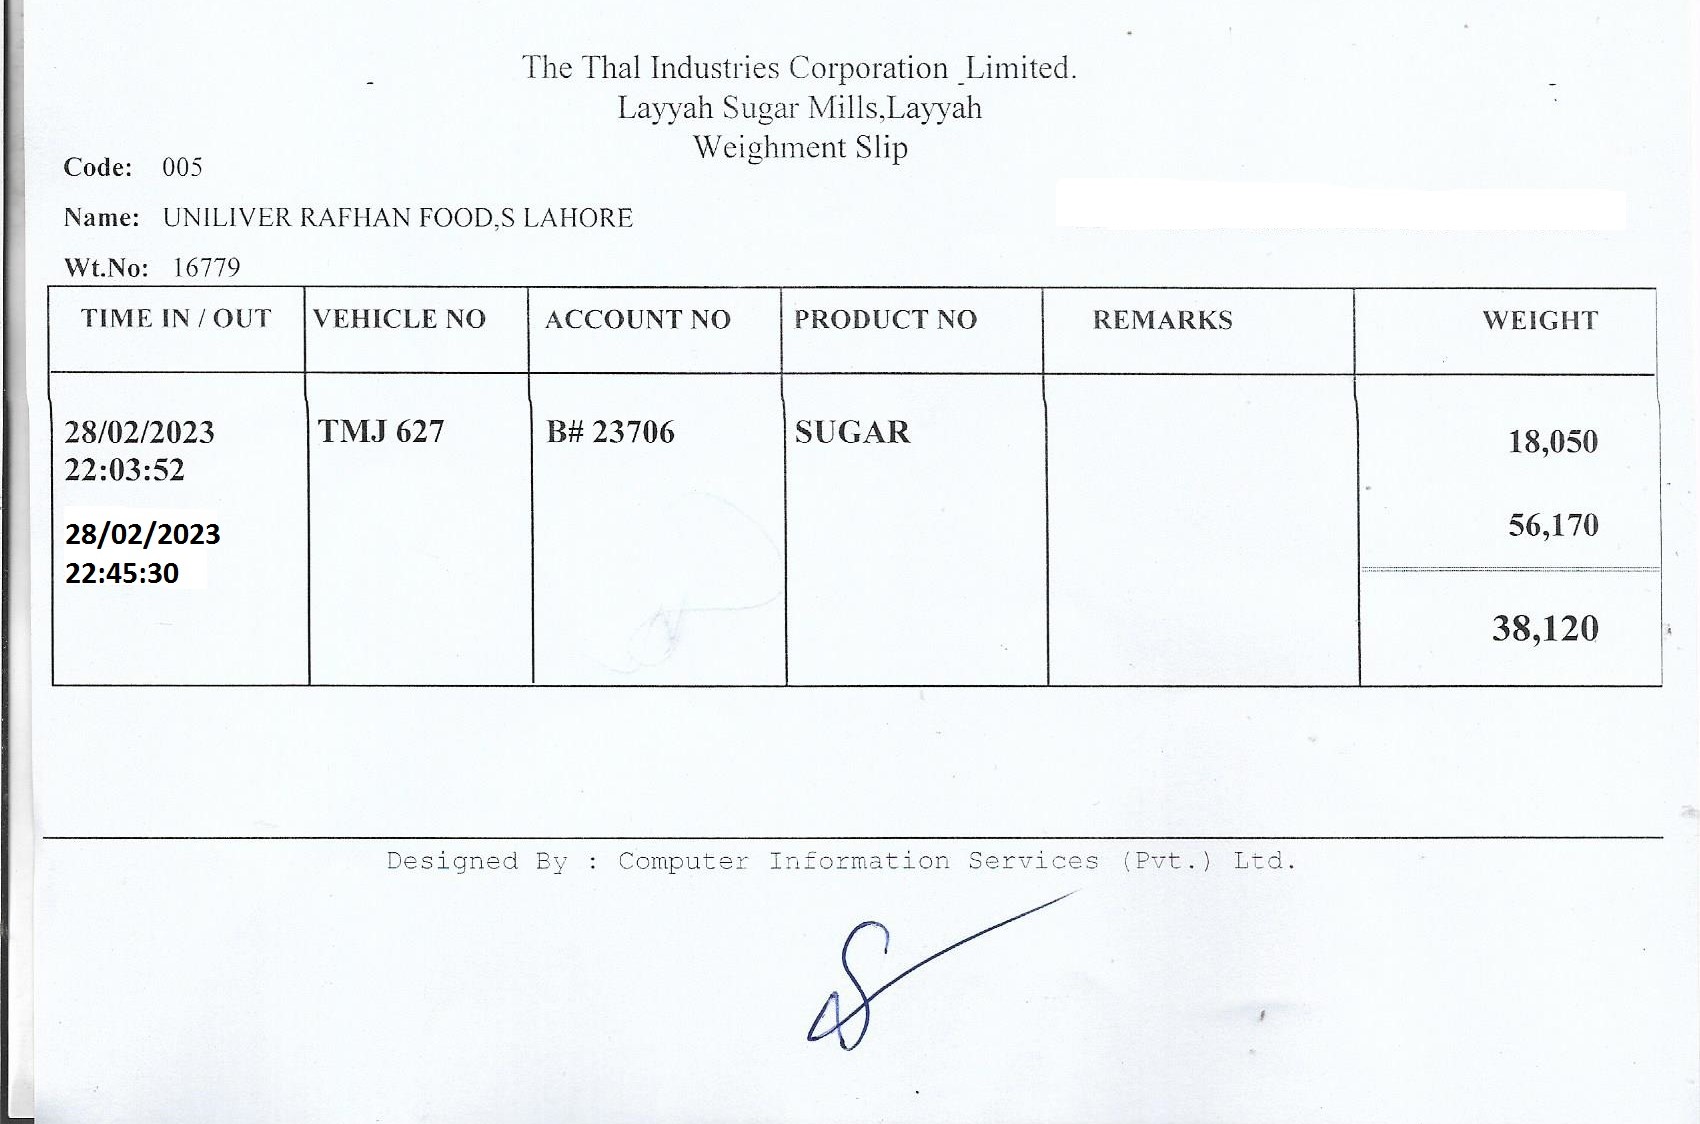 The Thal Industries Corporation Limited.
Layyah Sugar Mills,Layyah
Weighment Slip
Code: 005
Name: UNILIVER RAFHAN FOOD,S LAHORE
Wt.No: 16779
TIME IN / OUT VEHICLE NO ACCOUNT NO PRODUCT NO REMARKS WEIGHT
28/02/2023 TMJ 627 B# 23706 SUGAR 18,050
22:03:52
28/02/2023 56,170
22:45:30
38,120
Designed By : Computer Information Services (Pvt.) Ltd.